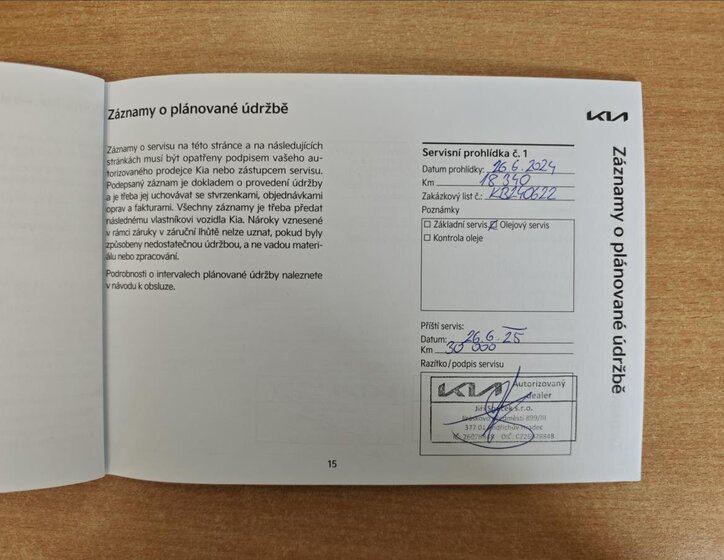 Záznamy o plánované údržbě
Záznamy o servisu na této stránce a na následujících
stránkách musí být opatřeny podpisem vašeho au-
torizovaného prodejce Kia nebo zástupcem servisu.
Podepsaný záznam je dokladem o provedení údržby
a je třeba jej uchovávat se stvrzenkami, objednávkami
oprav a fakturami. Všechny záznamy je třeba předat
následnému vlastníkovi vozidla Kia. Nároky vznesené
v rámci záruky v záruční lhůtě nelze uznat, pokud byly
způsobeny nedostatečnou údržbou, a ne vadou materi-
álu nebo zpracování.
Podrobnosti o intervalech plánované údržby naleznete
v návodu k obsluze.
15
KIA
Záznamy o plánované údržbě
Servisní prohlídka č. 1
Datum prohlídky: 26.6.2024
Km 18 340
Zakázkový list č.: KB240622
Poznámky
☐ Základní servis ☑ Olejový servis
☐ Kontrola oleje
Příští servis:
Datum: 26.6.25
Km 30 000
Razítko/podpis servisu
KIA Autorizovaný
dealer
s.r.o.
899/III
377 01 Jindřichův Hradec
IČ: DIČ: